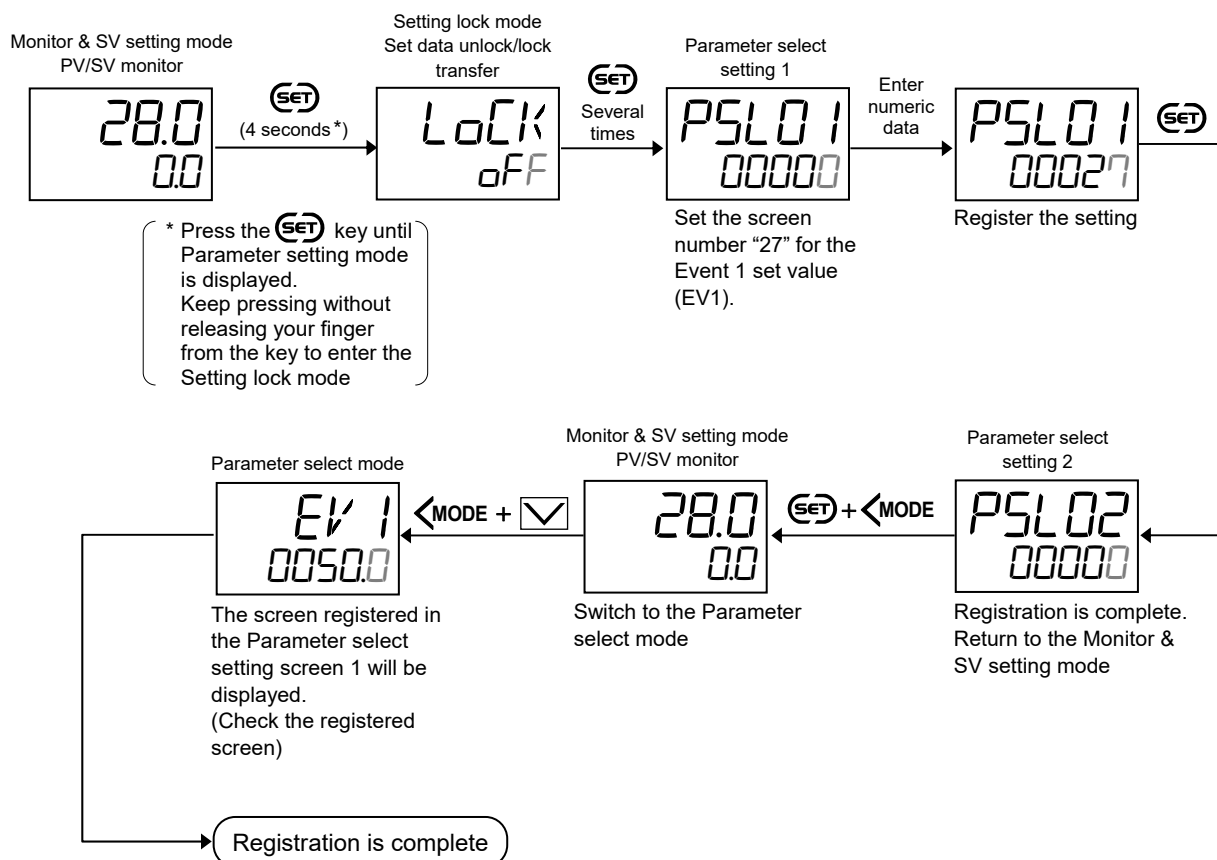 Monitor & SV setting mode
PV/SV monitor
28.0
0.0
SET
(4 seconds*)
Setting lock mode
Set data unlock/lock
transfer
LoCK
oFF
SET
Several
times
Parameter select
setting 1
PSL01
00000
Set the screen
number “27” for the
Event 1 set value
(EV1).
Enter
numeric
data
PSL01
00027
Register the setting
SET
* Press the SET key until
Parameter setting mode
is displayed.
Keep pressing without
releasing your finger
from the key to enter the
Setting lock mode
Parameter select
setting 2
PSL02
00000
Registration is complete.
Return to the Monitor &
SV setting mode
SET + <MODE
Monitor & SV setting mode
PV/SV monitor
28.0
0.0
Switch to the Parameter
select mode
<MODE +
Parameter select mode
EV1
0050.0
The screen registered in
the Parameter select
setting screen 1 will be
displayed.
(Check the registered
screen)
Registration is complete